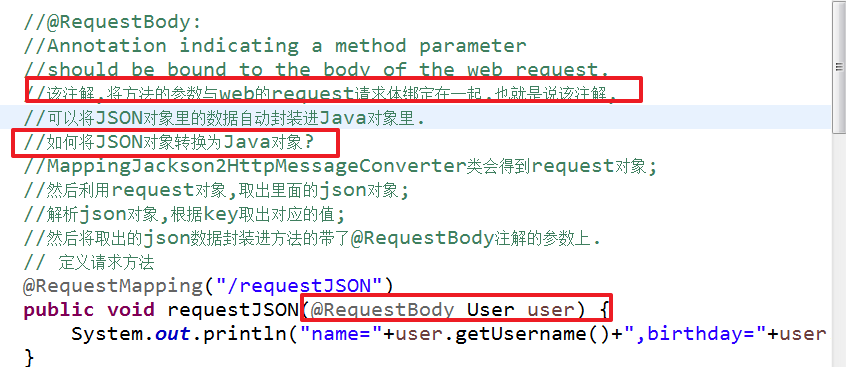 //@RequestBody:
//Annotation indicating a method parameter
//should be bound to the body of the web request.
//该注解,将方法的参数与web的request请求体绑定在一起.也就是说该注解,
//可以将JSON对象里的数据自动封装进Java对象里.
//如何将JSON对象转换为Java对象?
//MappingJackson2HttpMessageConverter类会得到request对象;
//然后利用request对象,取出里面的json对象;
//解析json对象,根据key取出对应的值;
//然后将取出的json数据封装进方法的带了@RequestBody注解的参数上.
// 定义请求方法
@RequestMapping("/requestJSON")
public void requestJSON(@RequestBody User user) {
System.out.println("name="+user.getUsername()+",birthday="+user
}